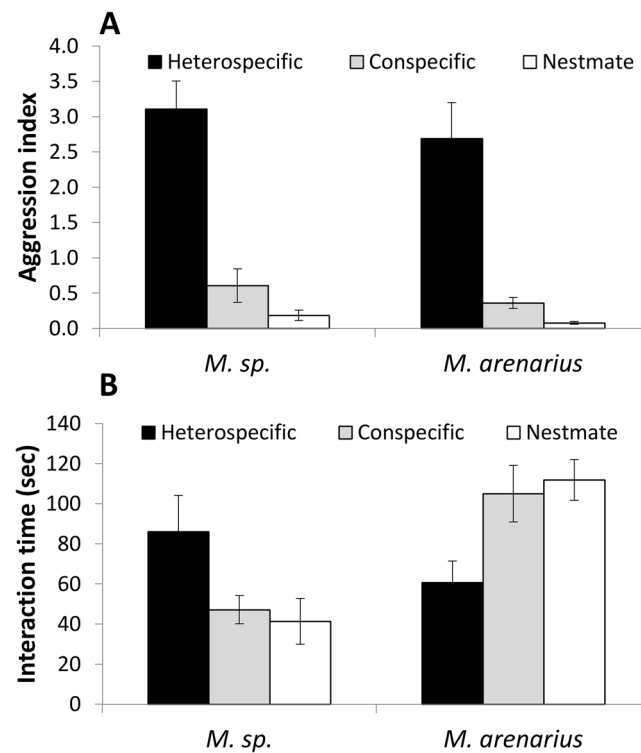 A
4.0
Heterospecific Conspecific Nestmate
3.5
3.0
2.5
2.0
1.5
1.0
0.5
0.0
Aggression index
M. sp. M. arenarius
B
140
Heterospecific Conspecific Nestmate
120
100
80
60
40
20
0
Interaction time (sec)
M. sp. M. arenarius